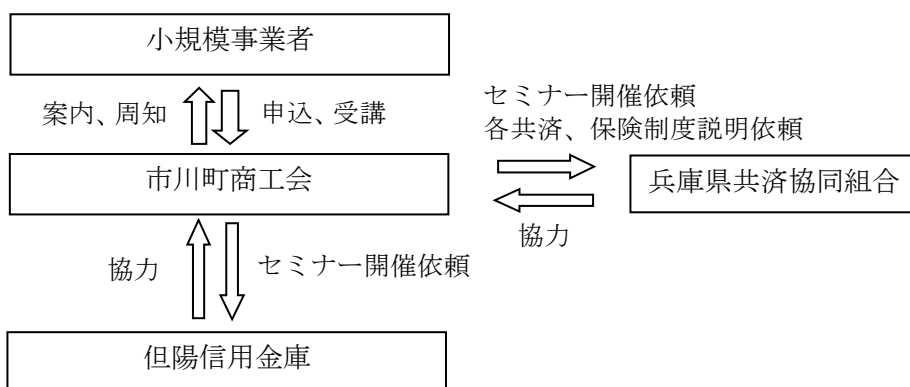 小規模事業者
案内、周知
申込、受講
セミナー開催依頼
各共済、保険制度説明依頼
市川町商工会
兵庫県共済協同組合
協力
協力
セミナー開催依頼
但陽信用金庫